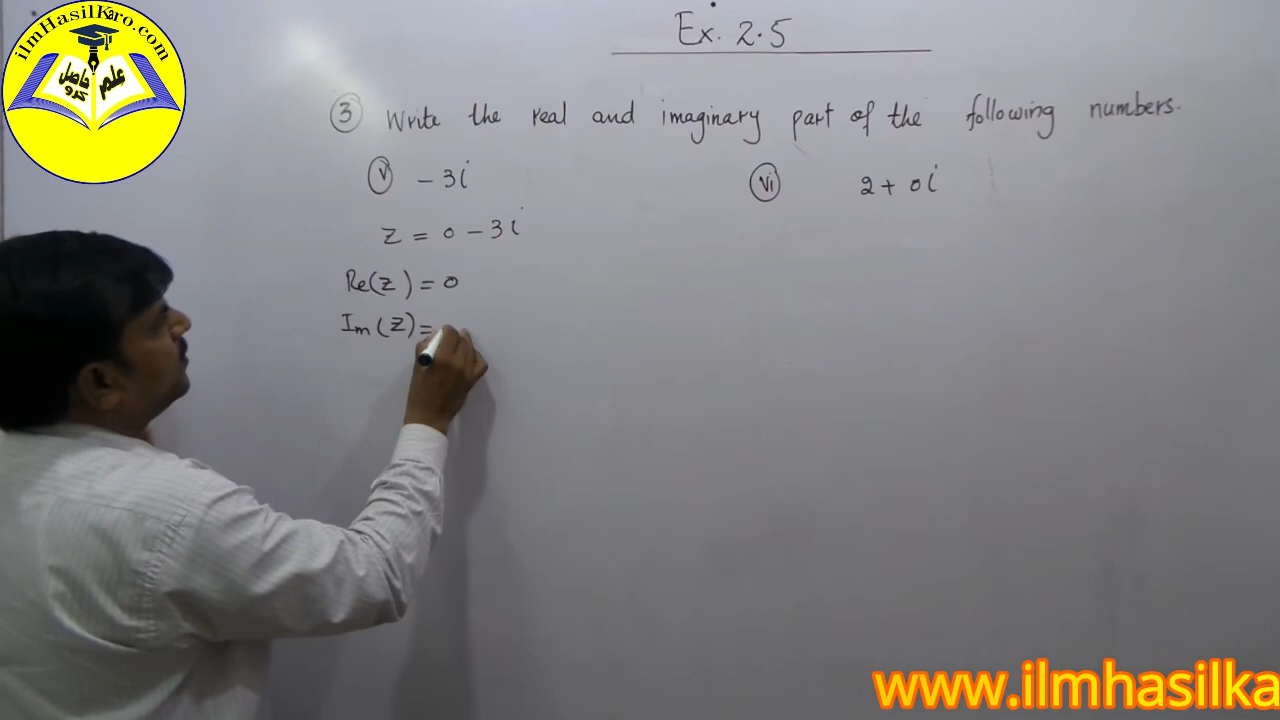 ilmHasilKaro.com
علم حاصل کرو
Ex. 2.5
3 Write the real and imaginary part of the following numbers.
v - 3i
vi 2 + 0i
z = 0 - 3i
Re(z) = 0
Im(z) =
www.ilmhasilka